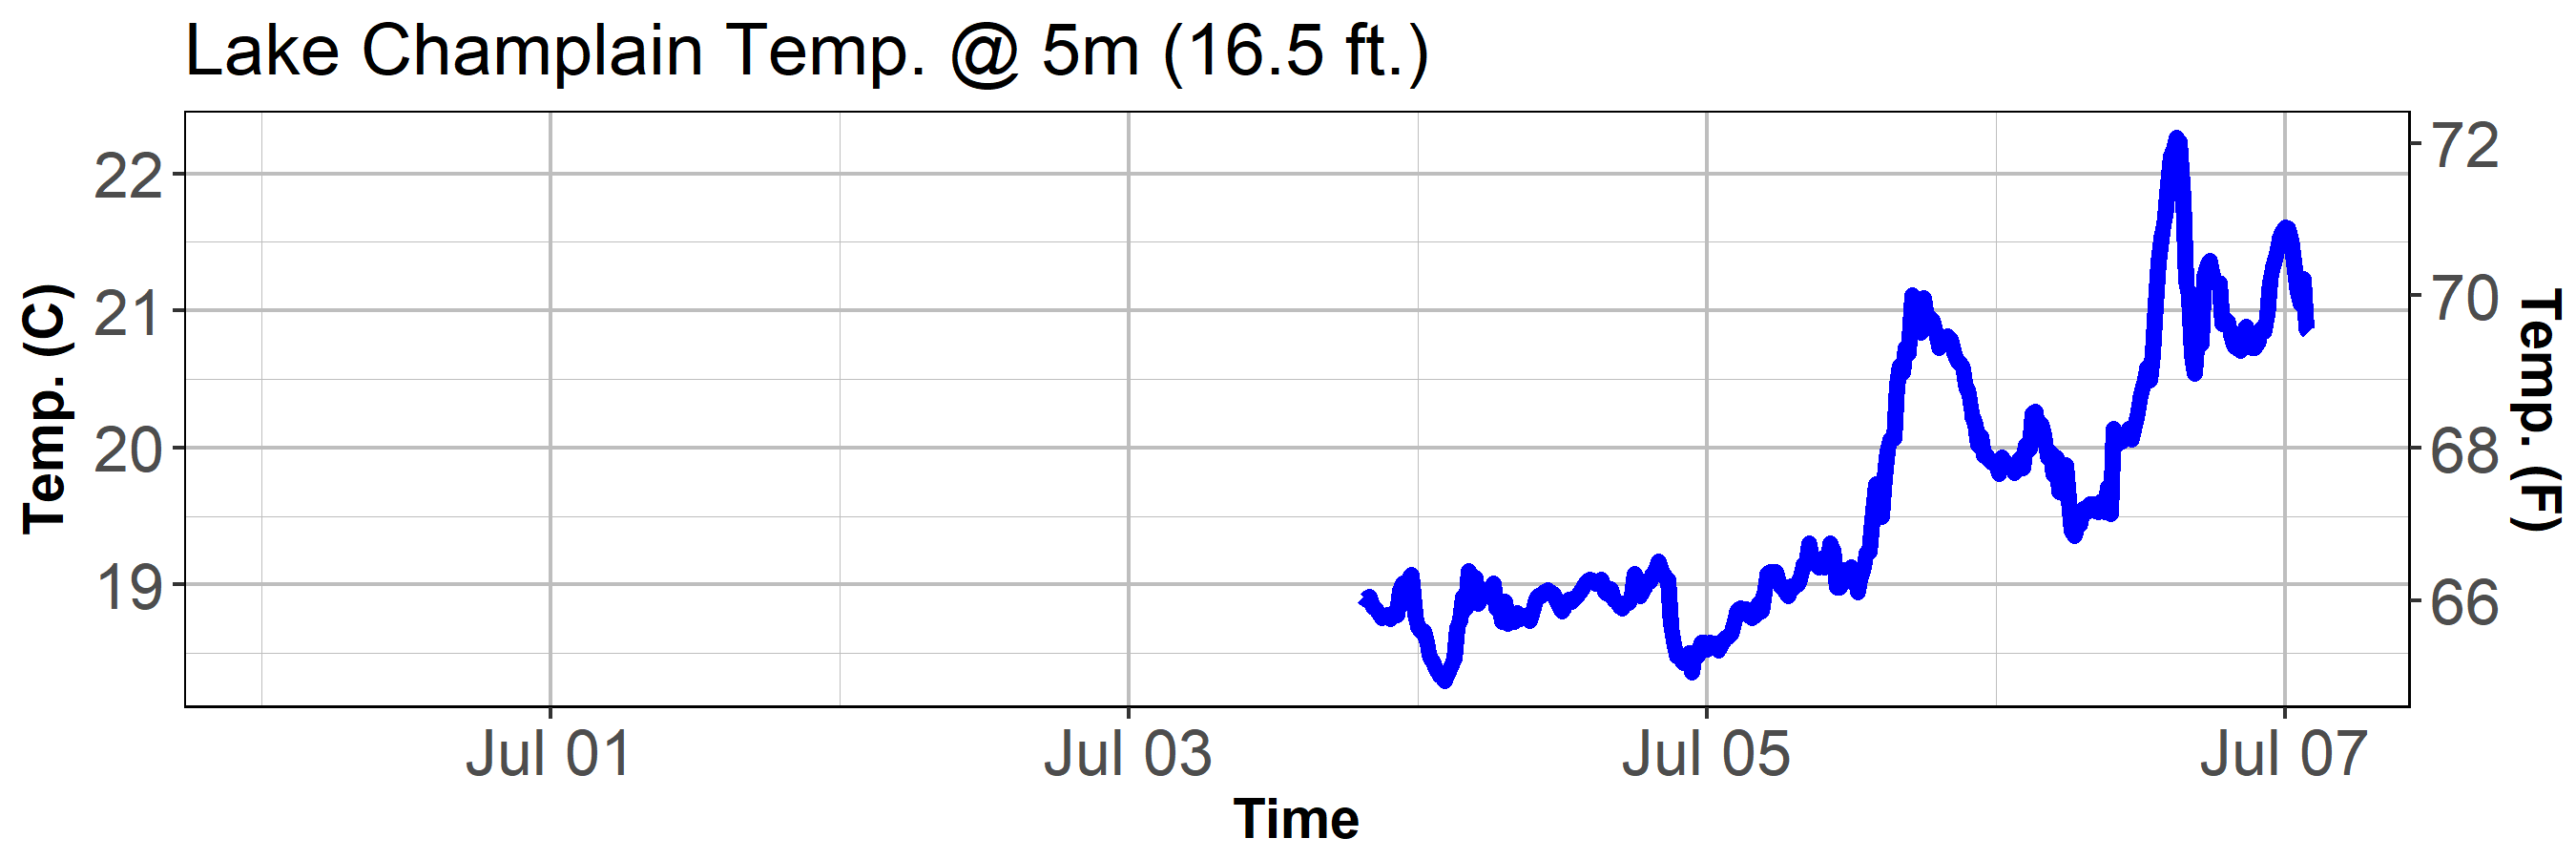 Lake Champlain Temp. @ 5m (16.5 ft.)
Temp. (C)
22
21
20
19
72
70
68
66
Temp. (F)
Jul 01 Jul 03 Jul 05 Jul 07
Time